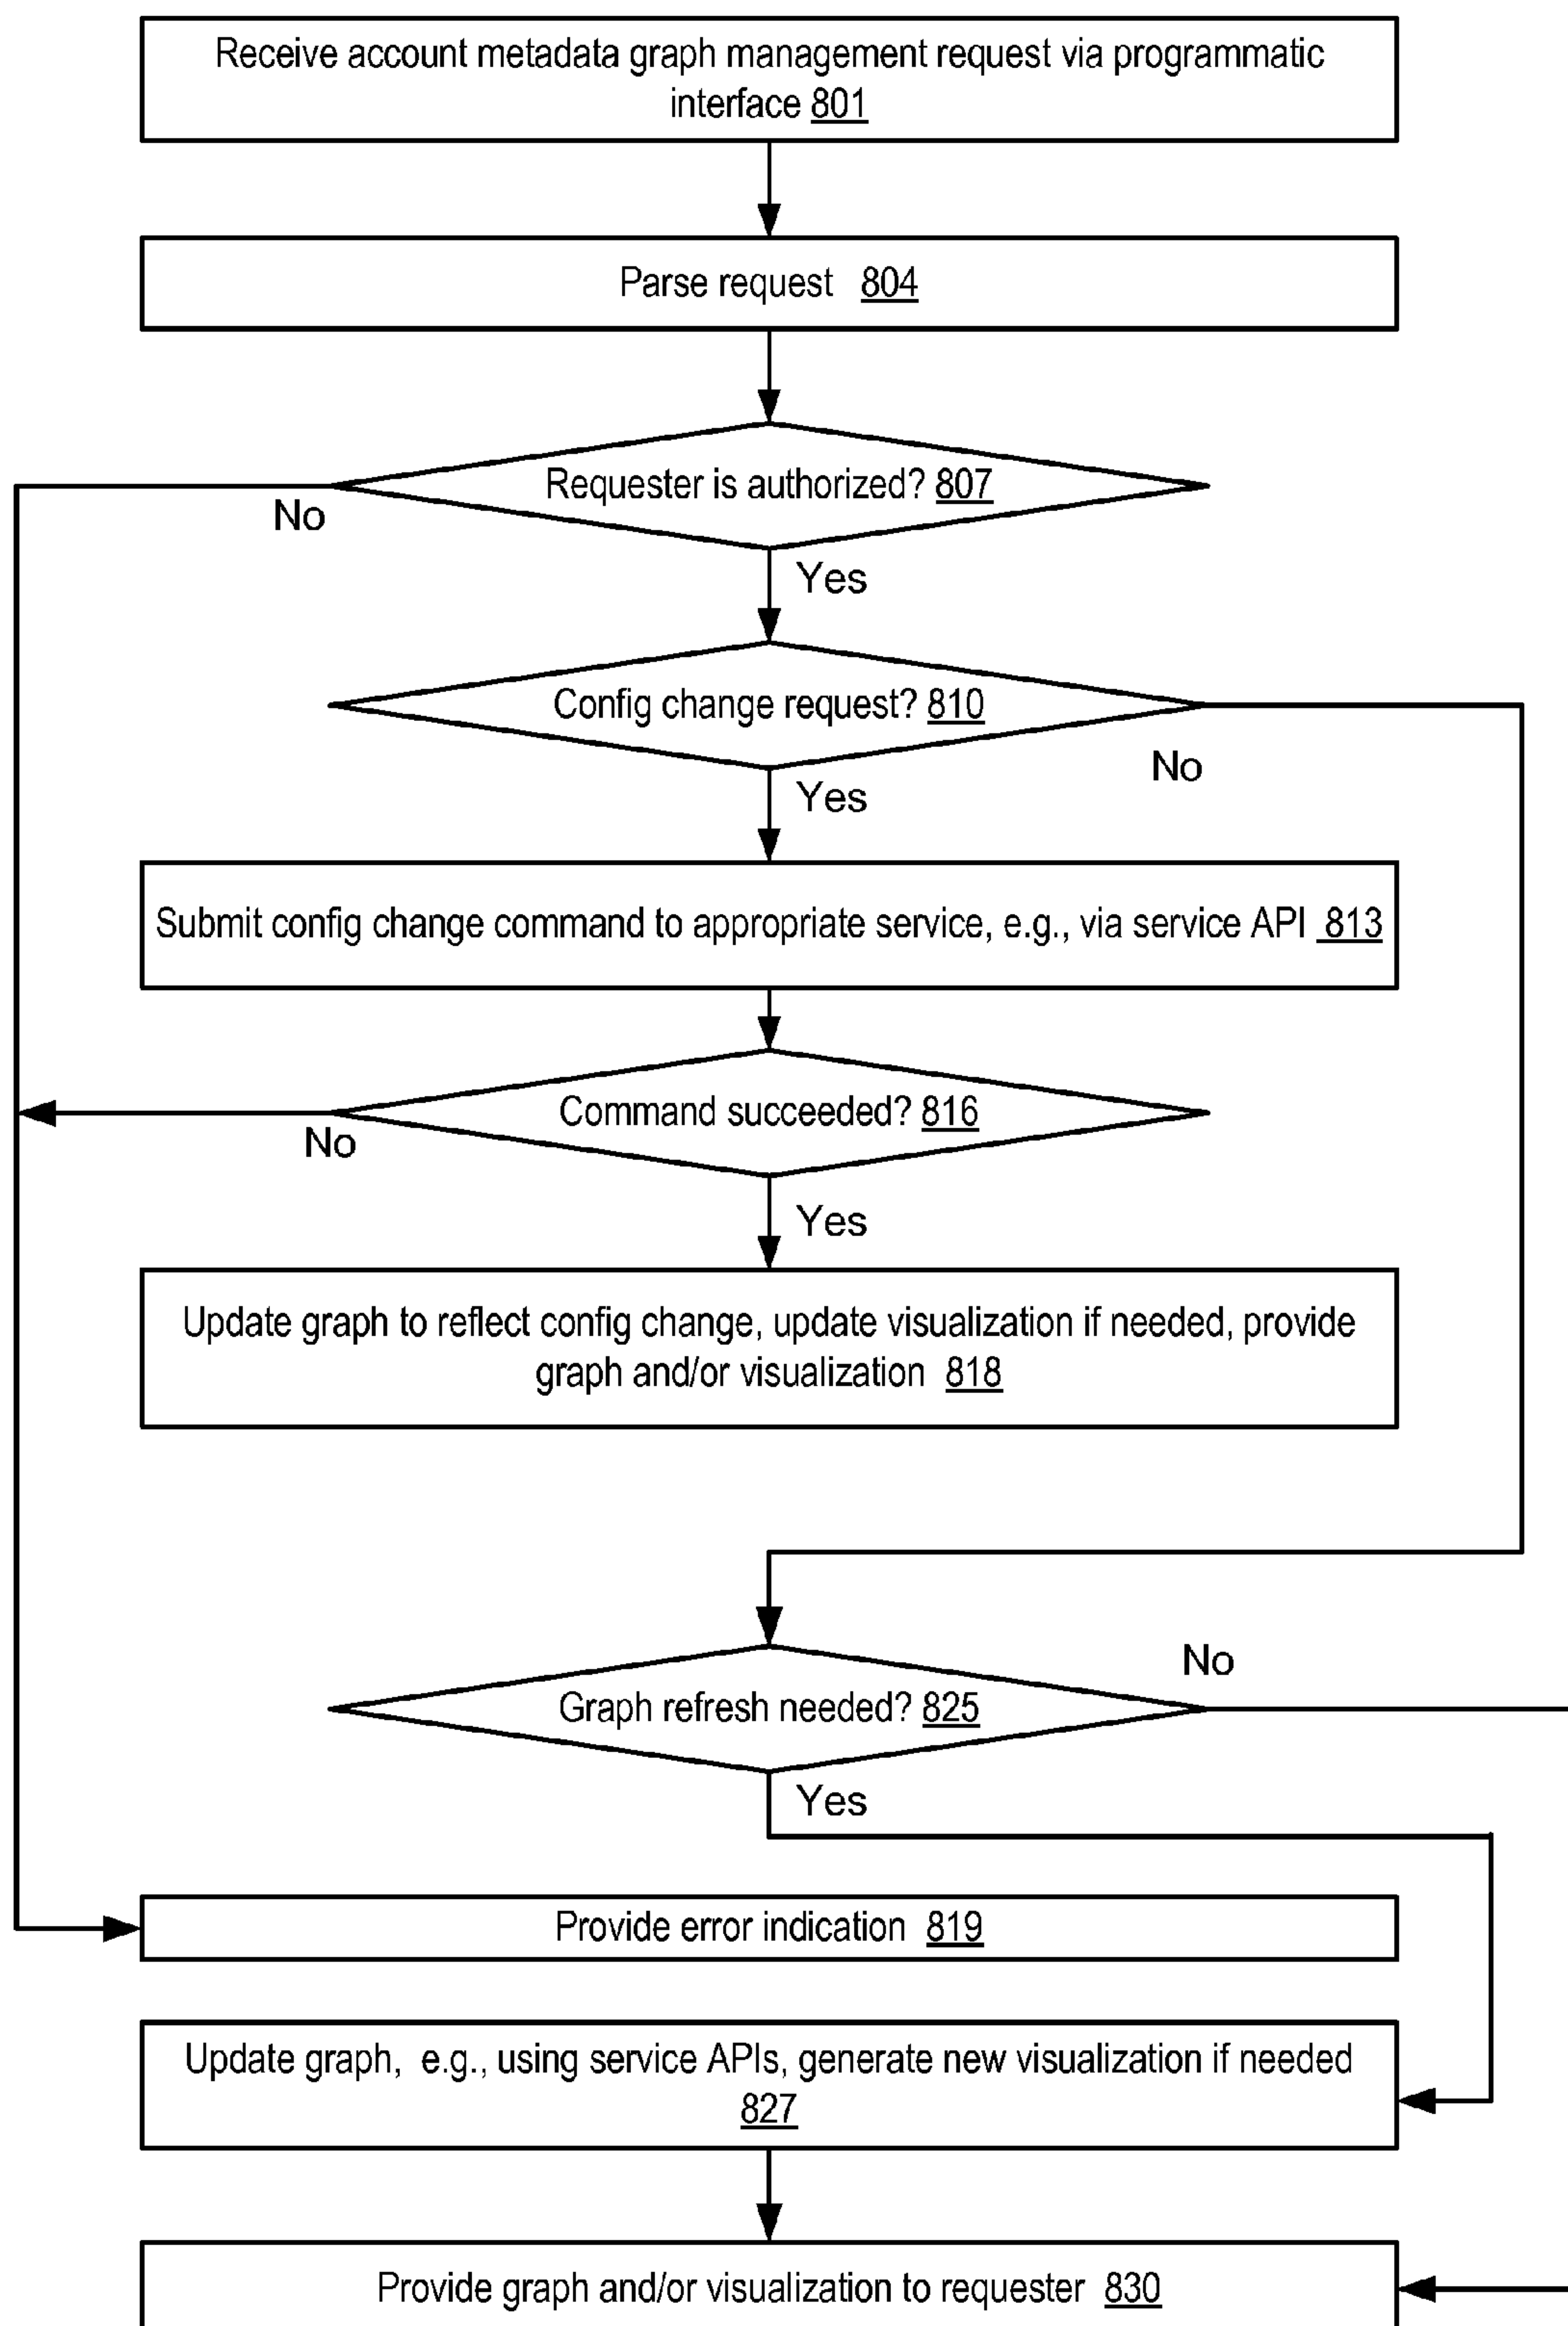 Receive account metadata graph management request via programmatic
interface 801
Parse request 804
Requester is authorized? 807
No
Yes
Config change request? 810
No
Yes
Submit config change command to appropriate service, e.g., via service API 813
Command succeeded? 816
No
Yes
Update graph to reflect config change, update visualization if needed, provide
graph and/or visualization 818
No
Graph refresh needed? 825
Yes
Provide error indication 819
Update graph, e.g., using service APIs, generate new visualization if needed
827
Provide graph and/or visualization to requester 830